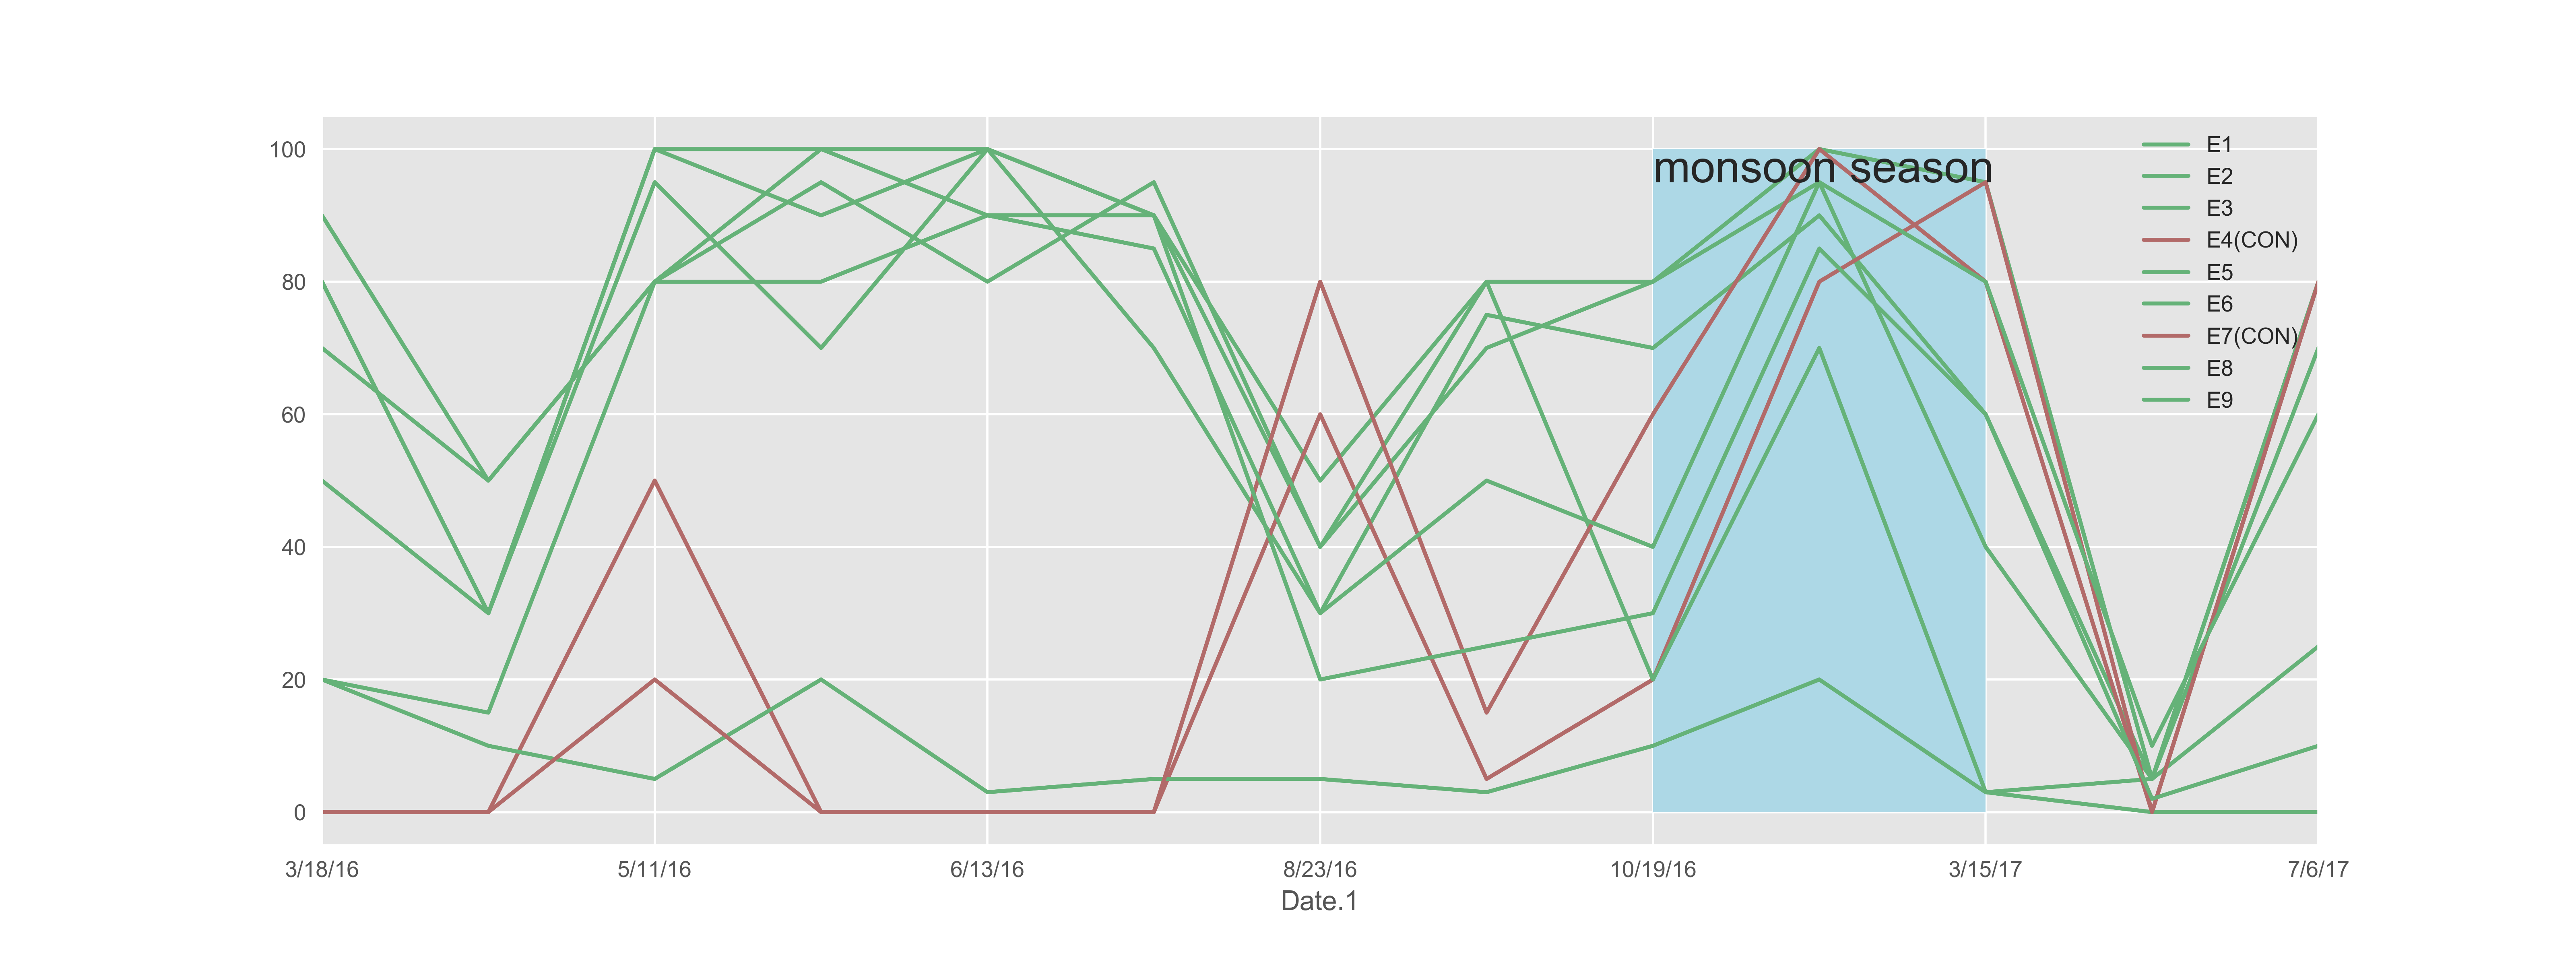 monsoon season
E1
E2
E3
E4(CON)
E5
E6
E7(CON)
E8
E9
100
80
60
40
20
0
3/18/16 5/11/16 6/13/16 8/23/16 10/19/16 3/15/17 7/6/17
Date.1